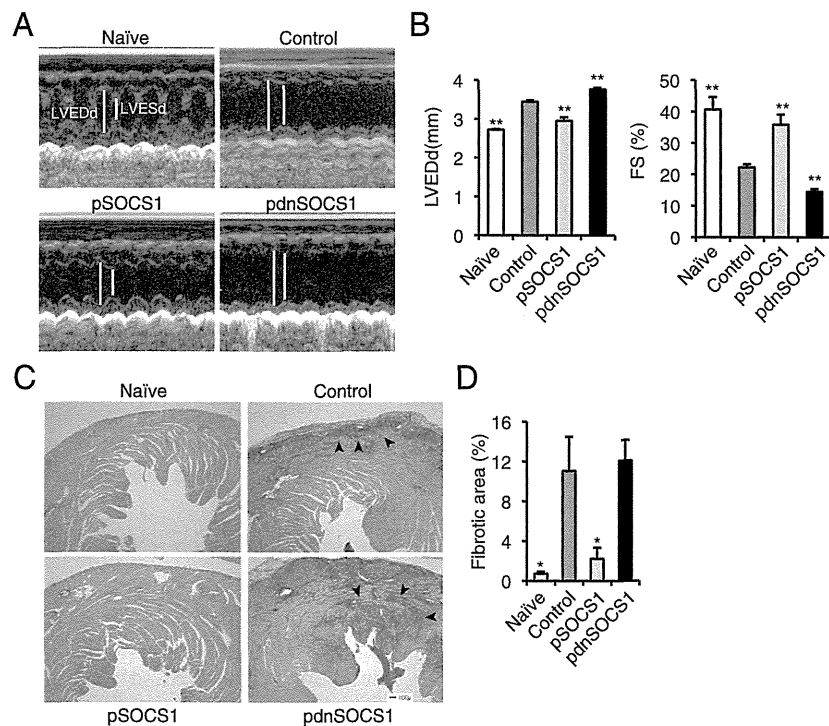 A
Naïve
Control
LVEDd
LVESd
pSOCS1
pdnSOCS1
B
LVEDd(mm)
4
3
2
1
0
**
**
**
Naïve
Control
pSOCS1
pdnSOCS1
FS (%)
50
40
30
20
10
0
**
**
**
Naïve
Control
pSOCS1
pdnSOCS1
C
Naïve
Control
pSOCS1
pdnSOCS1
D
Fibrotic area (%)
16
12
8
4
0
*
*
Naïve
Control
pSOCS1
pdnSOCS1